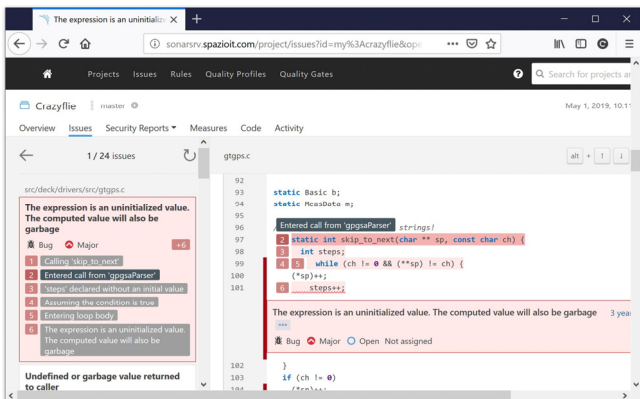 The expression is an uninitialize
sonarsrv.spazioit.com/project/issues?id=my%3Acrazyflie&ope
Projects Issues Rules Quality Profiles Quality Gates
? Search for projects a
Crazyflie master
May 1, 2019, 10:11
Overview Issues Security Reports Measures Code Activity
1 / 24 issues
gtgps.c
alt + ↑ ↓
src/deck/drivers/src/gtgps.c
The expression is an uninitialized value.
The computed value will also be
garbage
Bug Major +6
1 Calling 'skip_to_next'
2 Entered call from 'gpgsaParser'
3 'steps' declared without an initial value
4 Assuming the condition is true
5 Entering loop body
6 The expression is an uninitialized value.
The computed value will also be
garbage
Undefined or garbage value returned
to caller
92
93 static Basic b;
94 static McasData m;
95
96 / Entered call from 'gpgsaParser' strings!
97 2 static int skip_to_next(char ** sp, const char ch) {
98 3 int steps;
99 4 5 while (ch != 0 && (**sp) != ch) {
100 (*sp)++;
101 6 steps++;
The expression is an uninitialized value. The computed value will also be garbage 3 yea
Bug Major Open Not assigned
102 }
103 if (ch != 0)
104 (*sp)++;